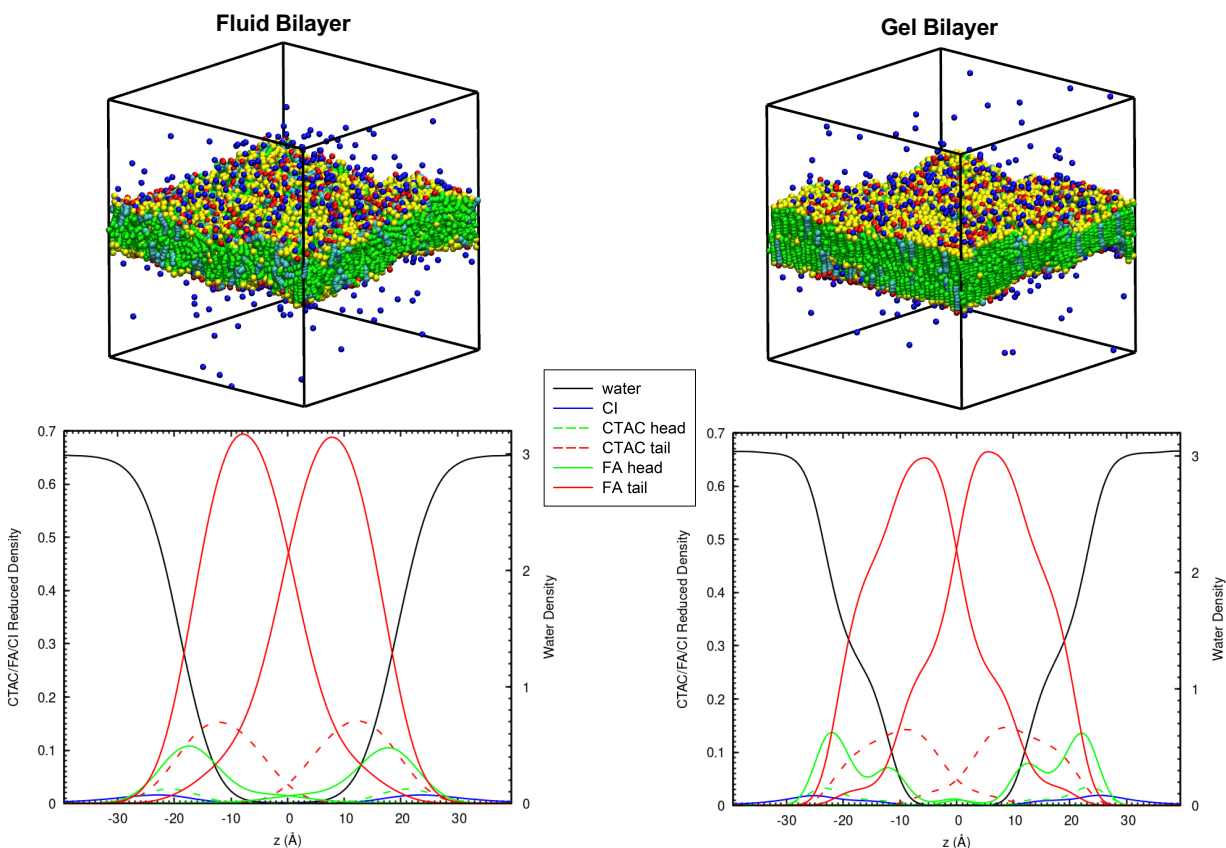 Fluid Bilayer
Gel Bilayer
water
CI
CTAC head
CTAC tail
FA head
FA tail
CTAC/FA/CI Reduced Density
0.7
0.6
0.5
0.4
0.3
0.2
0.1
0
-30
-20
-10
0
10
20
30
z (Å)
3
2
1
0
Water Density
CTAC/FA/CI Reduced Density
0.7
0.6
0.5
0.4
0.3
0.2
0.1
0
-30
-20
-10
0
10
20
30
z (Å)
3
2
1
0
Water Density